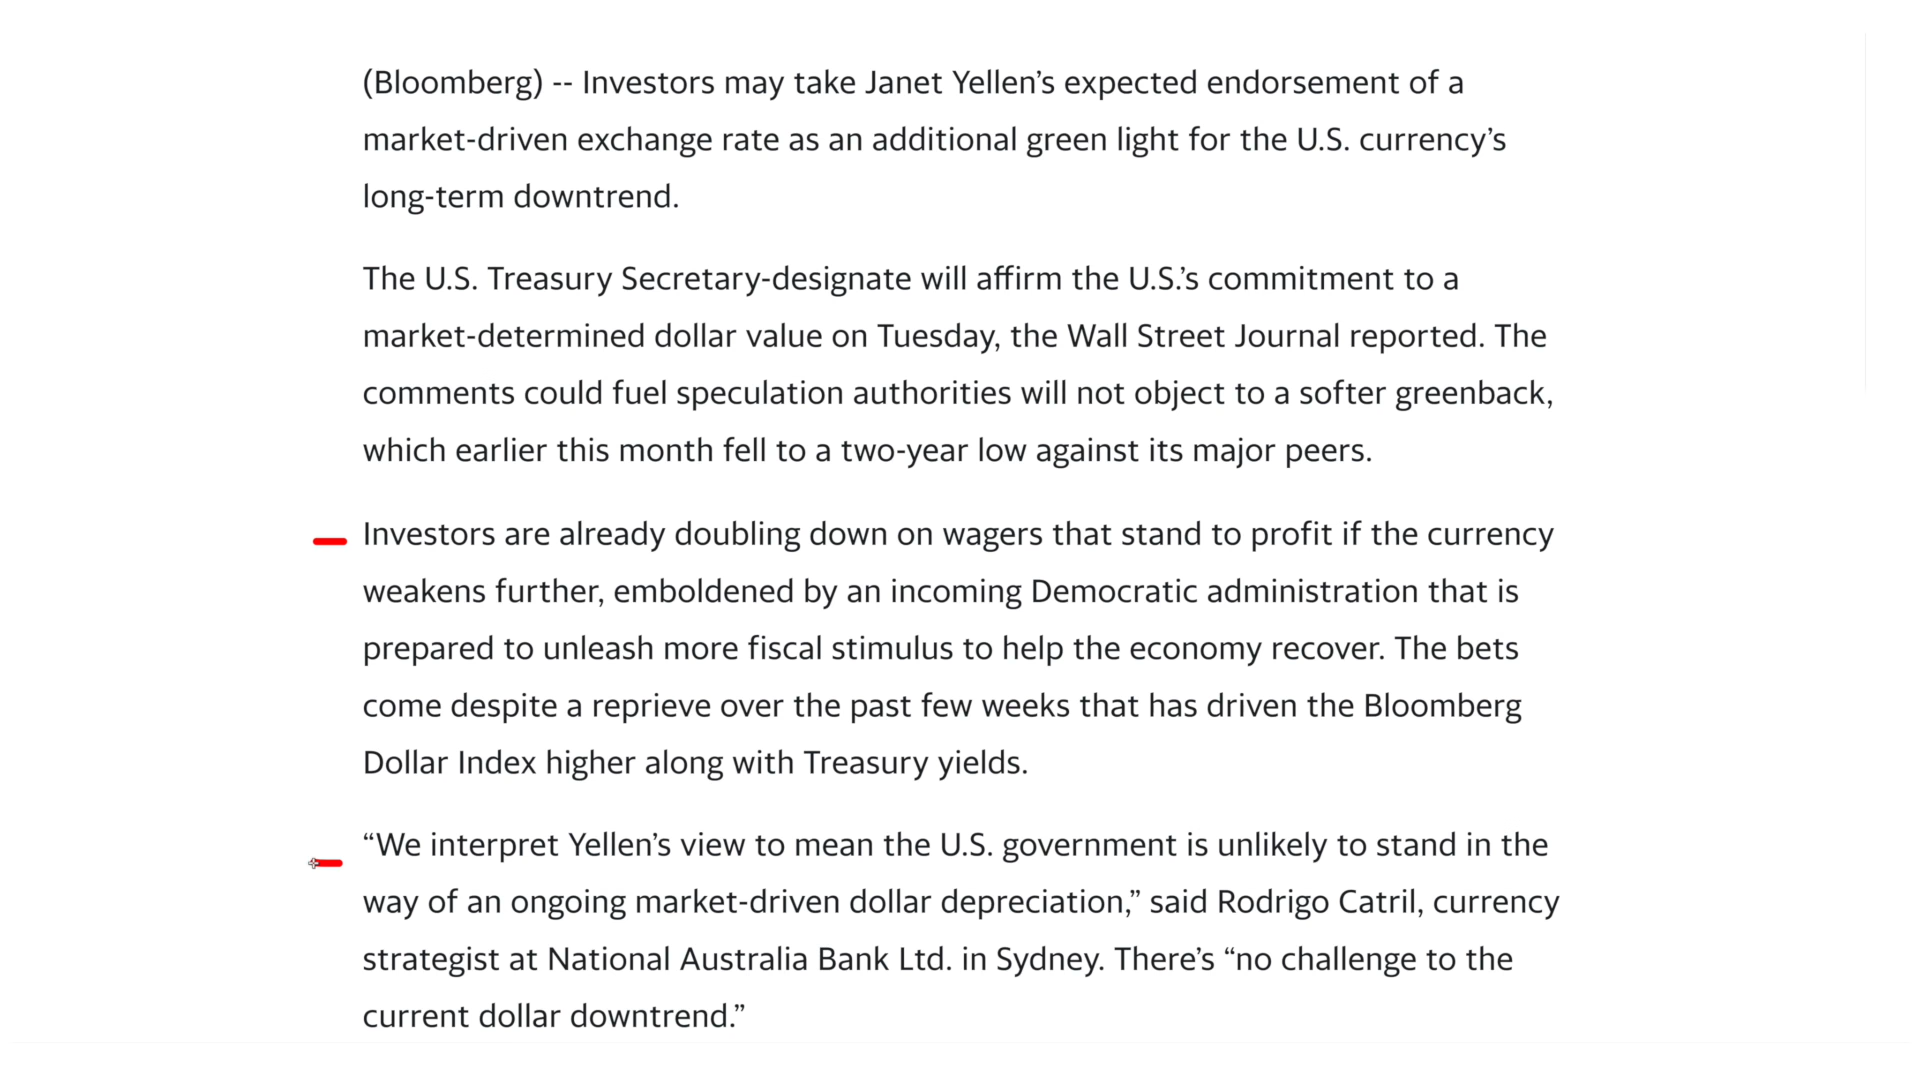 (Bloomberg) -- Investors may take Janet Yellen’s expected endorsement of a
market-driven exchange rate as an additional green light for the U.S. currency’s
long-term downtrend.
The U.S. Treasury Secretary-designate will affirm the U.S.’s commitment to a
market-determined dollar value on Tuesday, the Wall Street Journal reported. The
comments could fuel speculation authorities will not object to a softer greenback,
which earlier this month fell to a two-year low against its major peers.
Investors are already doubling down on wagers that stand to profit if the currency
weakens further, emboldened by an incoming Democratic administration that is
prepared to unleash more fiscal stimulus to help the economy recover. The bets
come despite a reprieve over the past few weeks that has driven the Bloomberg
Dollar Index higher along with Treasury yields.
“We interpret Yellen’s view to mean the U.S. government is unlikely to stand in the
way of an ongoing market-driven dollar depreciation,” said Rodrigo Catril, currency
strategist at National Australia Bank Ltd. in Sydney. There’s “no challenge to the
current dollar downtrend.”